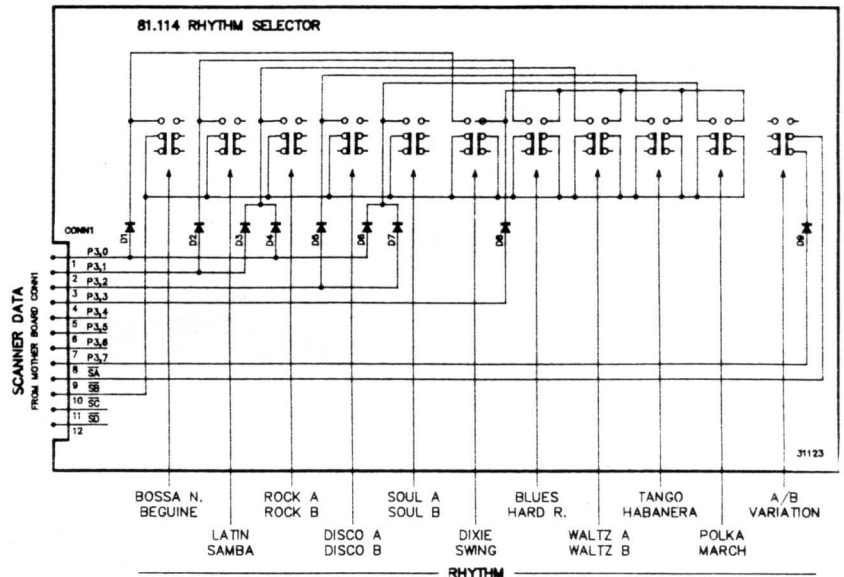 81.114 RHYTHM SELECTOR
D1
D2
D3
D4
D5
D6
D7
D8
D9
CONN1
SCANNER DATA
FROM MOTHER BOARD CONN1
P3,0
1 P3,1
2 P3,2
3 P3,3
4 P3,4
5 P3,5
6 P3,6
7 P3,7
8 SA
9 SB
10 SC
11 SD
12
31123
BOSSA N.
BEGUINE
ROCK A
ROCK B
SOUL A
SOUL B
BLUES
HARD R.
TANGO
HABANERA
A/B
VARIATION
LATIN
SAMBA
DISCO A
DISCO B
DIXIE
SWING
WALTZ A
WALTZ B
POLKA
MARCH
RHYTHM